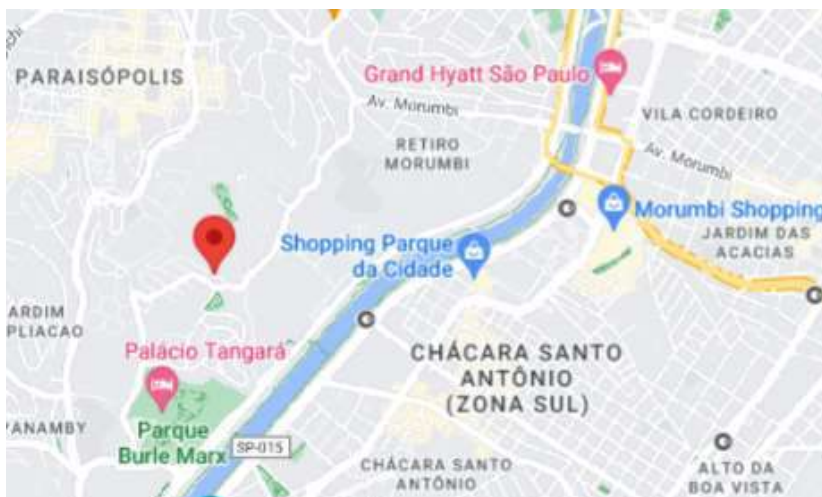 PARAISÓPOLIS
Grand Hyatt São Paulo
Av. Morumbi
VILA CORDEIRO
RETIRO
MORUMBI
Av. Morumbi
Morumbi Shopping
JARDIM DAS
ACACIAS
Shopping Parque
da Cidade
ARDIM
PLIACAO
Palácio Tangará
CHÁCARA SANTO
ANTÔNIO
(ZONA SUL)
ANAMBY
Parque
Burle Marx
SP-015
CHÁCARA SANTO
ANTÔNIO
ALTO DA
BOA VISTA